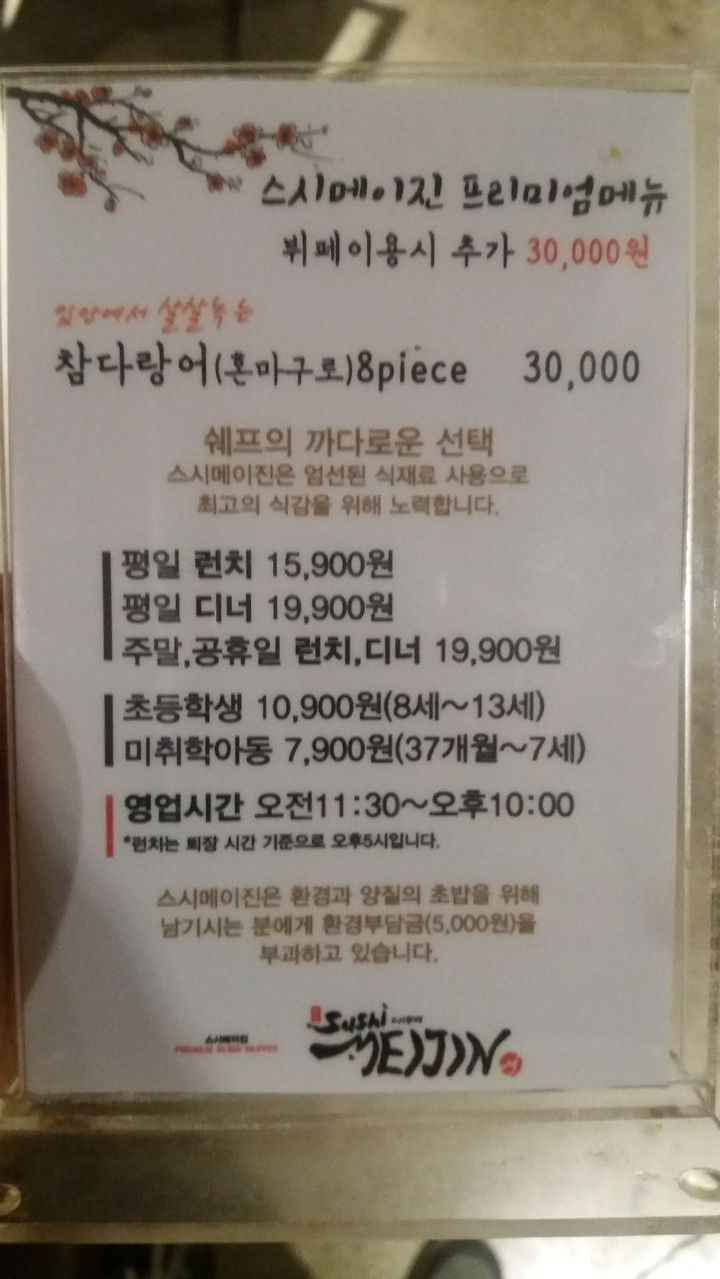 스시메이진 프리미엄메뉴
뷔페이용시 추가 30,000원
입안에서 살살녹는
참다랑어(혼마구로)8piece 30,000
쉐프의 까다로운 선택
스시메이진은 엄선된 식재료 사용으로
최고의 식감을 위해 노력합니다.
평일 런치 15,900원
평일 디너 19,900원
주말,공휴일 런치,디너 19,900원
초등학생 10,900원(8세～13세)
미취학아동 7,900원(37개월～7세)
영업시간 오전11:30～오후10:00
*런치는 퇴장 시간 기준으로 오후5시입니다.
스시메이진은 환경과 양질의 초밥을 위해
남기시는 분에게 환경부담금(5,000원)을
부과하고 있습니다.
스시메이진
Sushi
MEIJIN